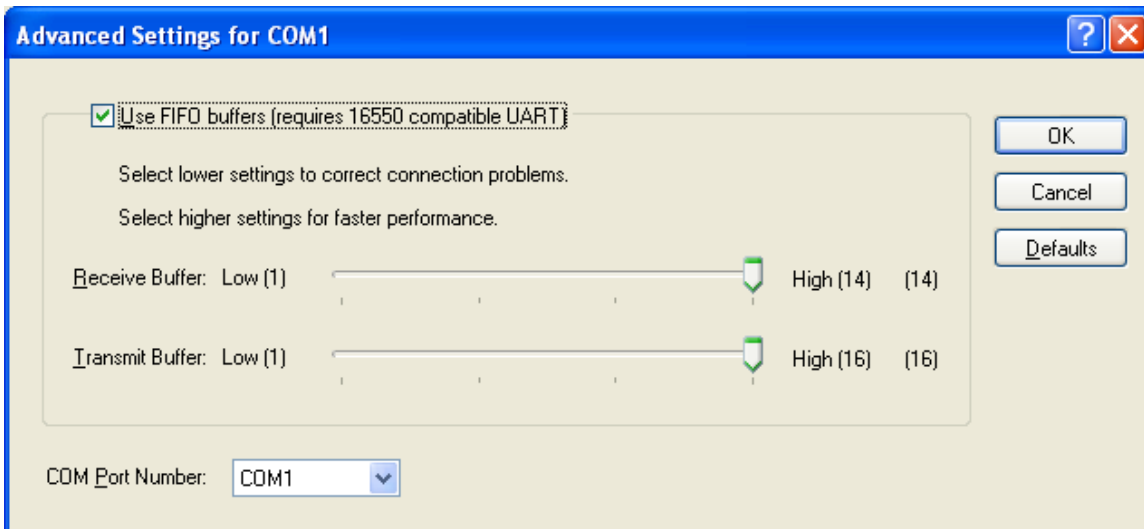 Advanced Settings for COM1
Use FIFO buffers (requires 16550 compatible UART)
Select lower settings to correct connection problems.
Select higher settings for faster performance.
Receive Buffer: Low (1) High (14) (14)
Transmit Buffer: Low (1) High (16) (16)
COM Port Number: COM1
OK
Cancel
Defaults